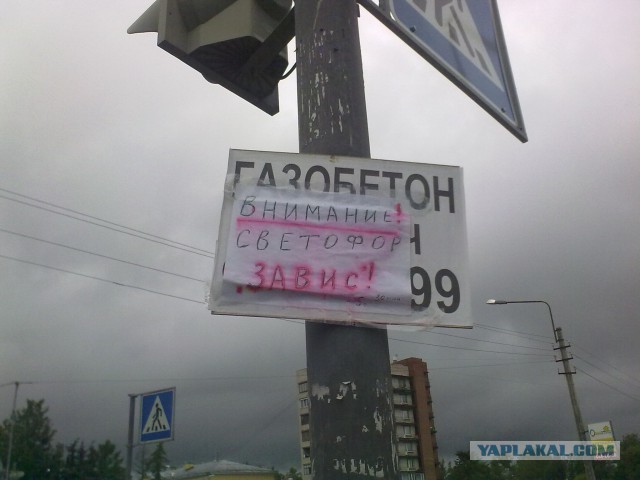 ГАЗОБЕТОН
ВНИМАНИЕ!
СВЕТОФОР
ЗАВИС!
99
YAPLAKAL.COM